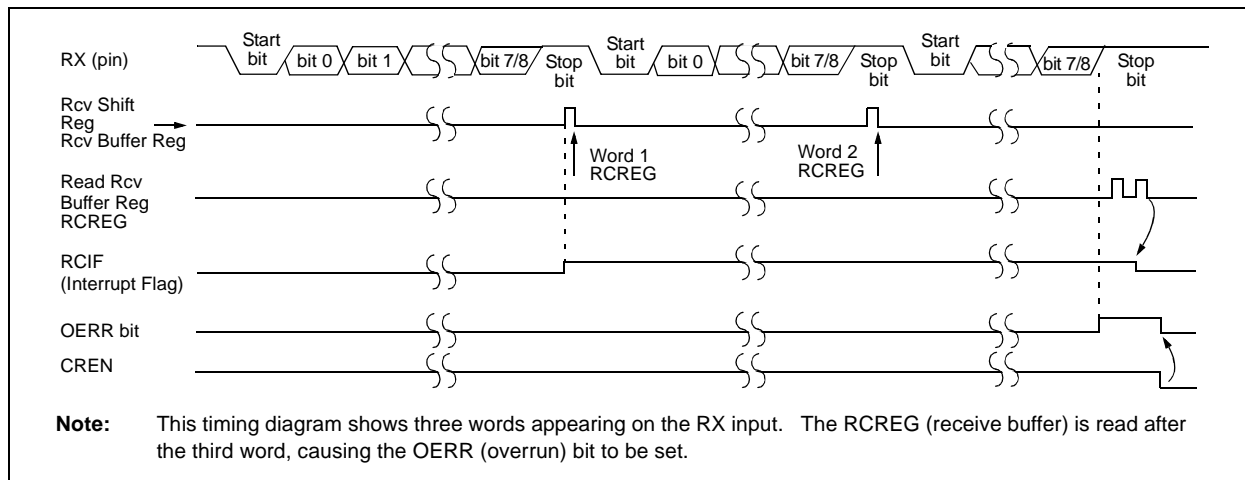 RX (pin)
Start
bit
bit 0
bit 1
bit 7/8
Stop
bit
Start
bit
bit 0
bit 7/8
Stop
bit
Start
bit
bit 7/8
Stop
bit
Rcv Shift
Reg
Rcv Buffer Reg
Word 1
RCREG
Word 2
RCREG
Read Rcv
Buffer Reg
RCREG
RCIF
(Interrupt Flag)
OERR bit
CREN
Note: This timing diagram shows three words appearing on the RX input. The RCREG (receive buffer) is read after
the third word, causing the OERR (overrun) bit to be set.